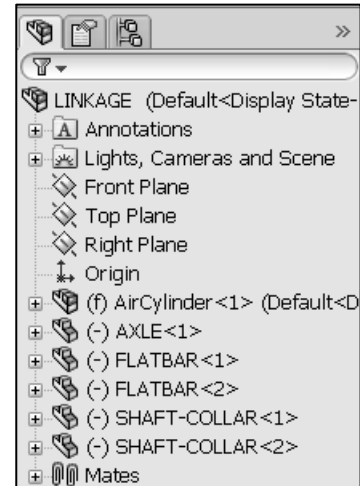 »
LINKAGE (Default<Display State-
A Annotations
Lights, Cameras and Scene
Front Plane
Top Plane
Right Plane
Origin
(f) AirCylinder<1> (Default<D
(-) AXLE<1>
(-) FLATBAR<1>
(-) FLATBAR<2>
(-) SHAFT-COLLAR<1>
(-) SHAFT-COLLAR<2>
Mates